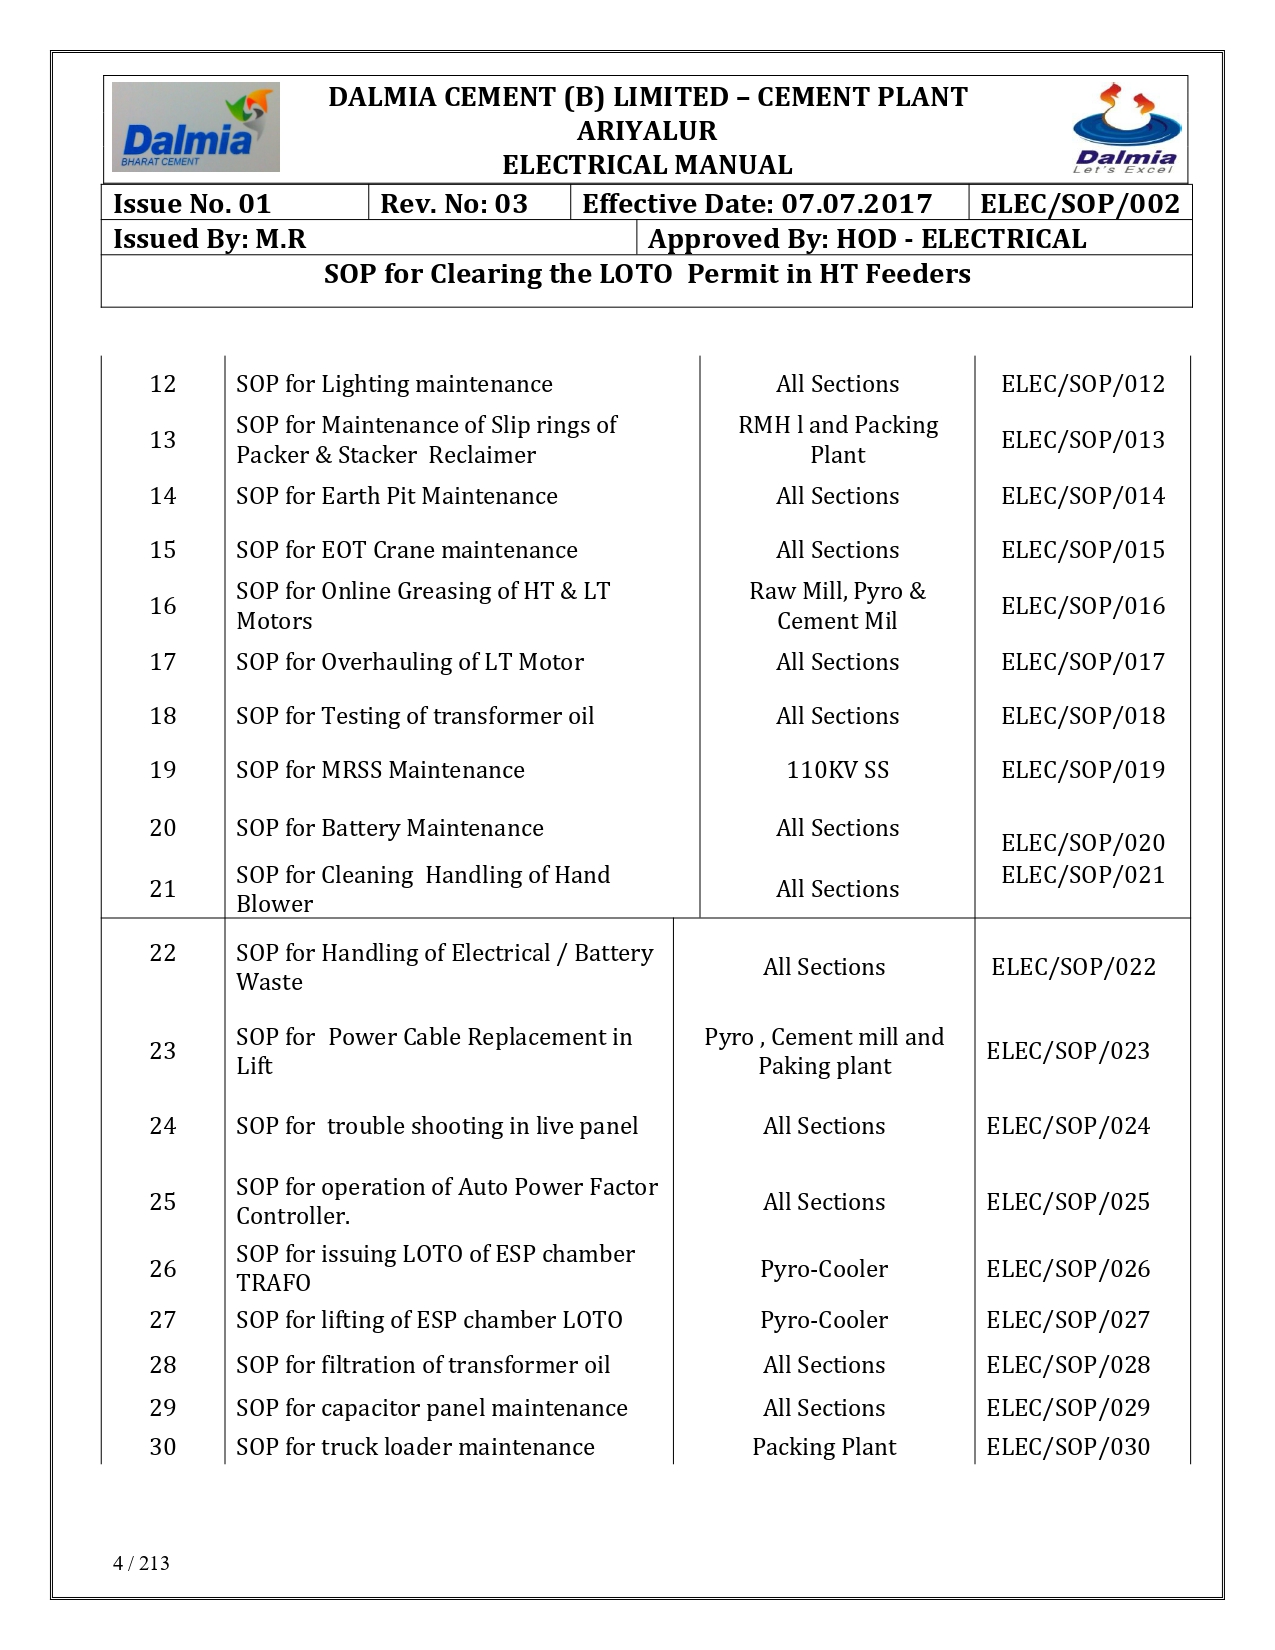 Dalmia
BHARAT CEMENT
DALMIA CEMENT (B) LIMITED – CEMENT PLANT
ARIYALUR
ELECTRICAL MANUAL
Dalmia
Let's Excel
Issue No. 01 Rev. No: 03 Effective Date: 07.07.2017 ELEC/SOP/002
Issued By: M.R Approved By: HOD - ELECTRICAL
SOP for Clearing the LOTO Permit in HT Feeders
12 SOP for Lighting maintenance All Sections ELEC/SOP/012
13 SOP for Maintenance of Slip rings of
Packer & Stacker Reclaimer RMH l and Packing
Plant ELEC/SOP/013
14 SOP for Earth Pit Maintenance All Sections ELEC/SOP/014
15 SOP for EOT Crane maintenance All Sections ELEC/SOP/015
16 SOP for Online Greasing of HT & LT
Motors Raw Mill, Pyro &
Cement Mil ELEC/SOP/016
17 SOP for Overhauling of LT Motor All Sections ELEC/SOP/017
18 SOP for Testing of transformer oil All Sections ELEC/SOP/018
19 SOP for MRSS Maintenance 110KV SS ELEC/SOP/019
20 SOP for Battery Maintenance All Sections ELEC/SOP/020
21 SOP for Cleaning Handling of Hand
Blower All Sections ELEC/SOP/021
22 SOP for Handling of Electrical / Battery
Waste All Sections ELEC/SOP/022
23 SOP for Power Cable Replacement in
Lift Pyro , Cement mill and
Paking plant ELEC/SOP/023
24 SOP for trouble shooting in live panel All Sections ELEC/SOP/024
25 SOP for operation of Auto Power Factor
Controller. All Sections ELEC/SOP/025
26 SOP for issuing LOTO of ESP chamber
TRAFO Pyro-Cooler ELEC/SOP/026
27 SOP for lifting of ESP chamber LOTO Pyro-Cooler ELEC/SOP/027
28 SOP for filtration of transformer oil All Sections ELEC/SOP/028
29 SOP for capacitor panel maintenance All Sections ELEC/SOP/029
30 SOP for truck loader maintenance Packing Plant ELEC/SOP/030
4 / 213